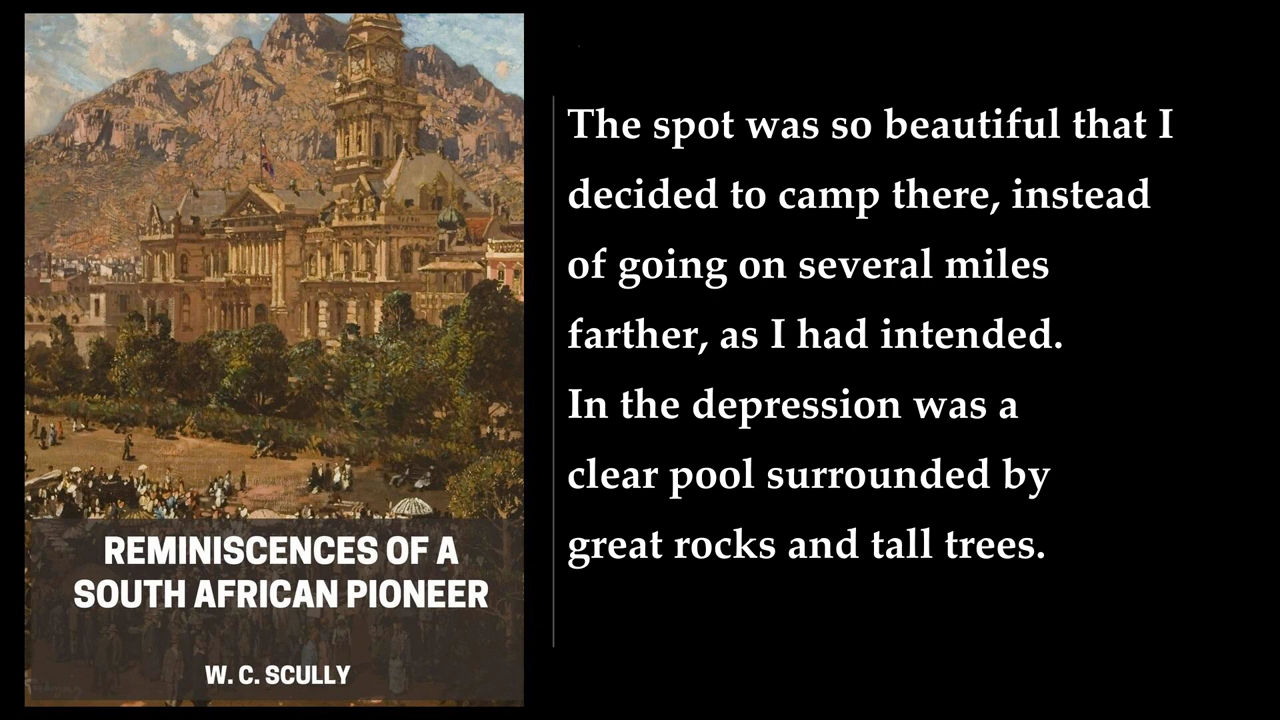 REMINISCENCES OF A
SOUTH AFRICAN PIONEER
W. C. SCULLY
The spot was so beautiful that I
decided to camp there, instead
of going on several miles
farther, as I had intended.
In the depression was a
clear pool surrounded by
great rocks and tall trees.